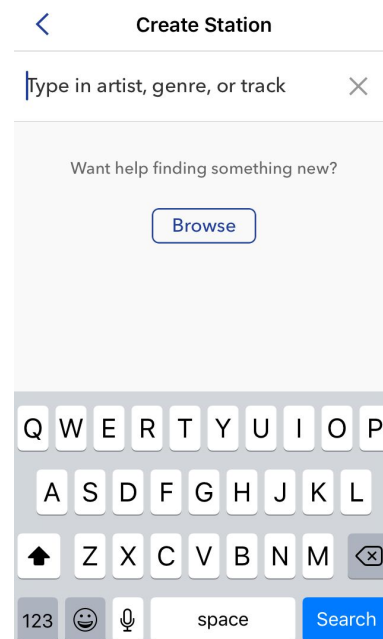 Create Station
Type in artist, genre, or track
Want help finding something new?
Browse
Q W E R T Y U I O P
A S D F G H J K L
Z X C V B N M
123 space Search